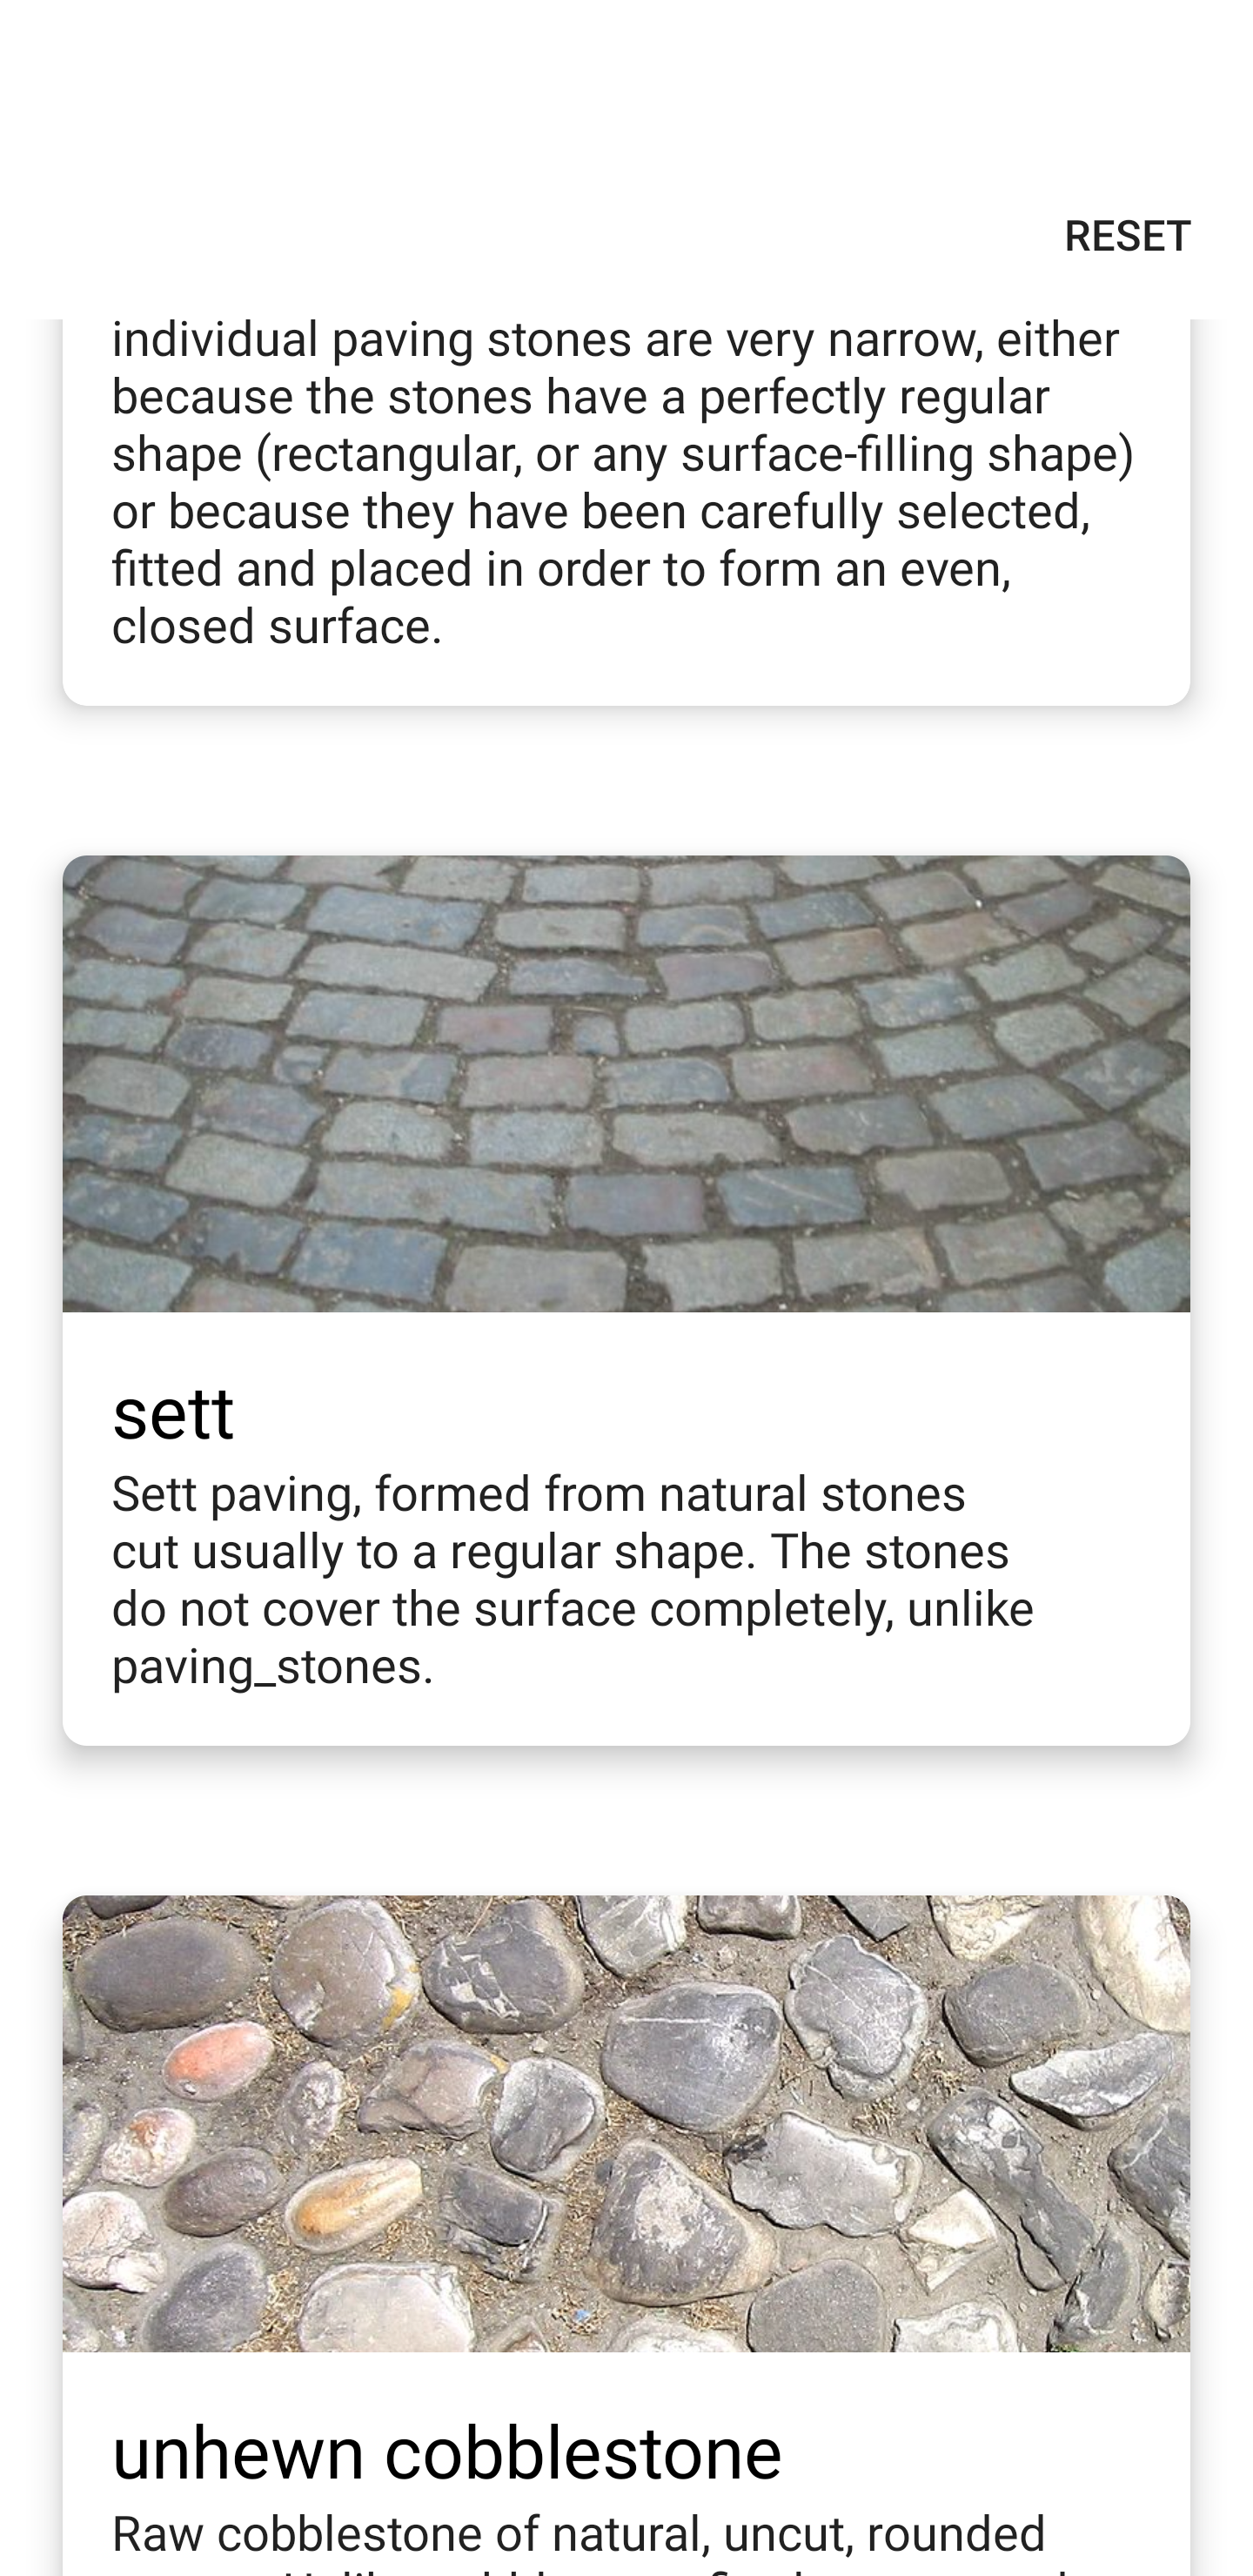 RESET
individual paving stones are very narrow, either
because the stones have a perfectly regular
shape (rectangular, or any surface-filling shape)
or because they have been carefully selected,
fitted and placed in order to form an even,
closed surface.
sett
Sett paving, formed from natural stones
cut usually to a regular shape. The stones
do not cover the surface completely, unlike
paving_stones.
unhewn cobblestone
Raw cobblestone of natural, uncut, rounded